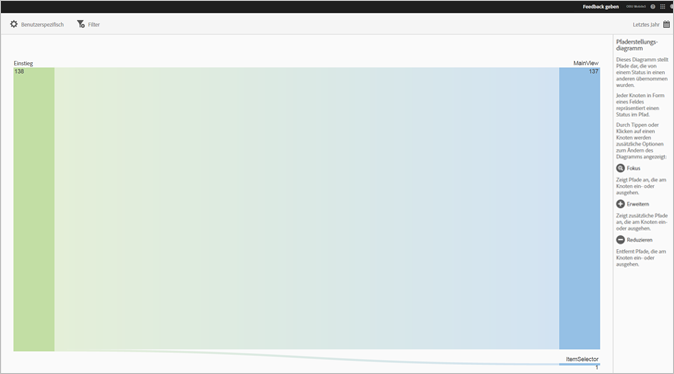 Feedback geben
Benutzerspezifisch
Filter
Letztes Jahr
Einstieg
138
MainView
137
ItemSelector
1
Pfaderstellungs-
diagramm
Dieses Diagramm stellt
Pfade dar, die von
einem Status in einen
anderen übernommen
wurden.
Jeder Knoten in Form
eines Feldes
repräsentiert einen
Status im Pfad.
Durch Tippen oder
Klicken auf einen
Knoten werden
zusätzliche Optionen
zum Ändern des
Diagramms angezeigt:
Fokus
Zeigt Pfade an, die am
Knoten ein- oder
ausgehen.
Erweitern
Zeigt zusätzliche Pfade
an, die am Knoten ein-
oder ausgehen.
Reduzieren
Entfernt Pfade, die am
Knoten ein- oder
ausgehen.